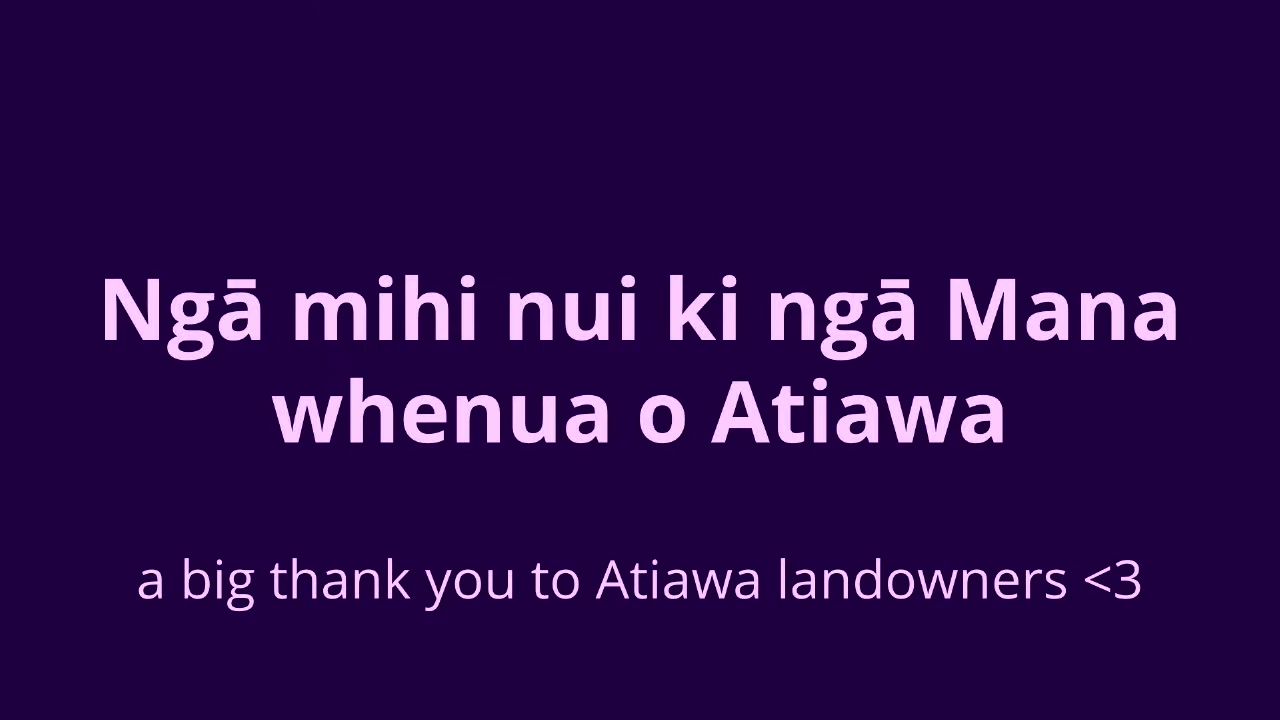 Ngā mihi nui ki ngā Mana
whenua o Atiawa
a big thank you to Atiawa landowners <3